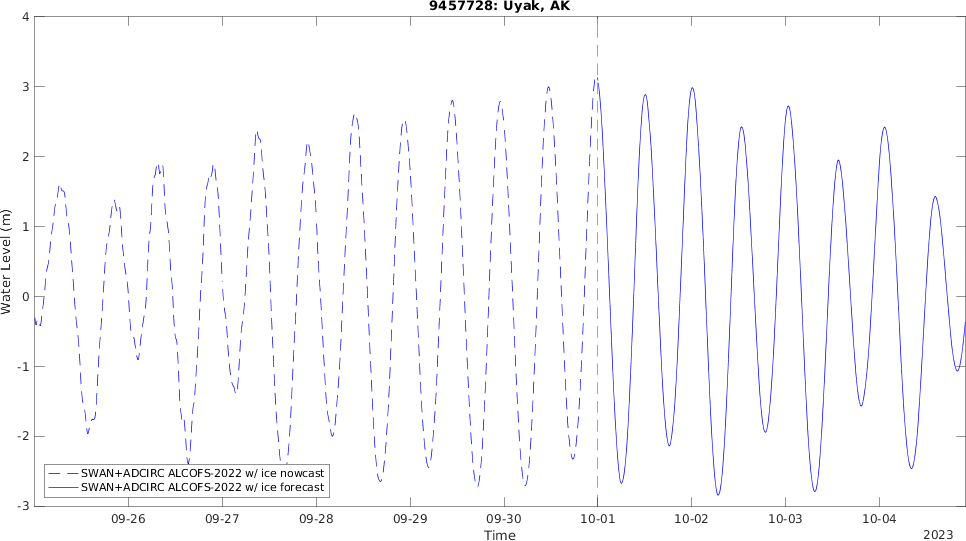 9457728: Uyak, AK
4
3
2
1
0
-1
-2
-3
Water Level (m)
SWAN+ADCIRC ALCOFS-2022 w/ ice nowcast
SWAN+ADCIRC ALCOFS-2022 w/ ice forecast
09-26 09-27 09-28 09-29 09-30 10-01 10-02 10-03 10-04
Time
2023